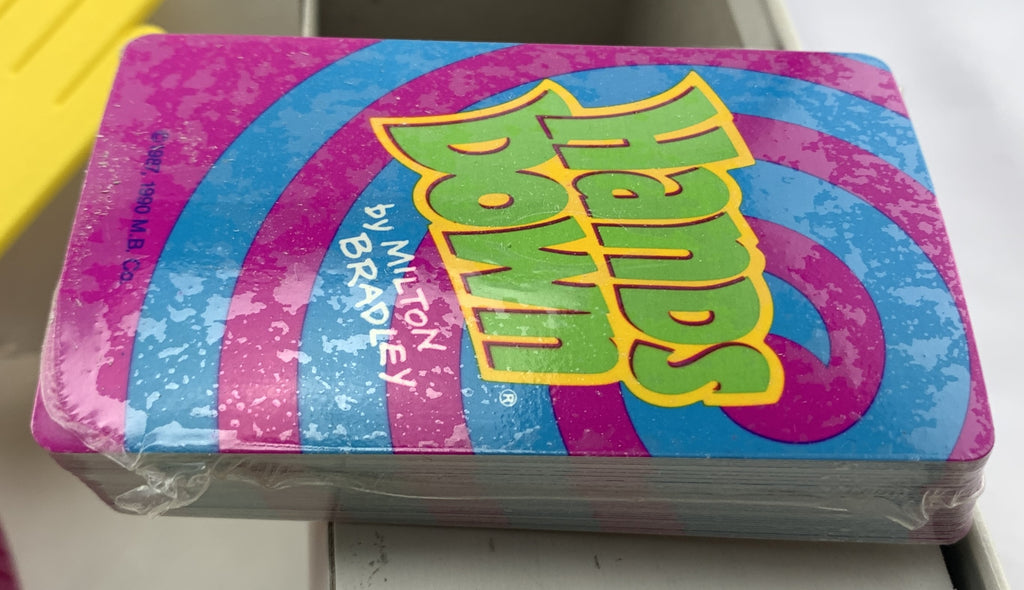 Hands
Down
®
by MILTON
BRADLEY
© 1987, 1990 M.B. Co.